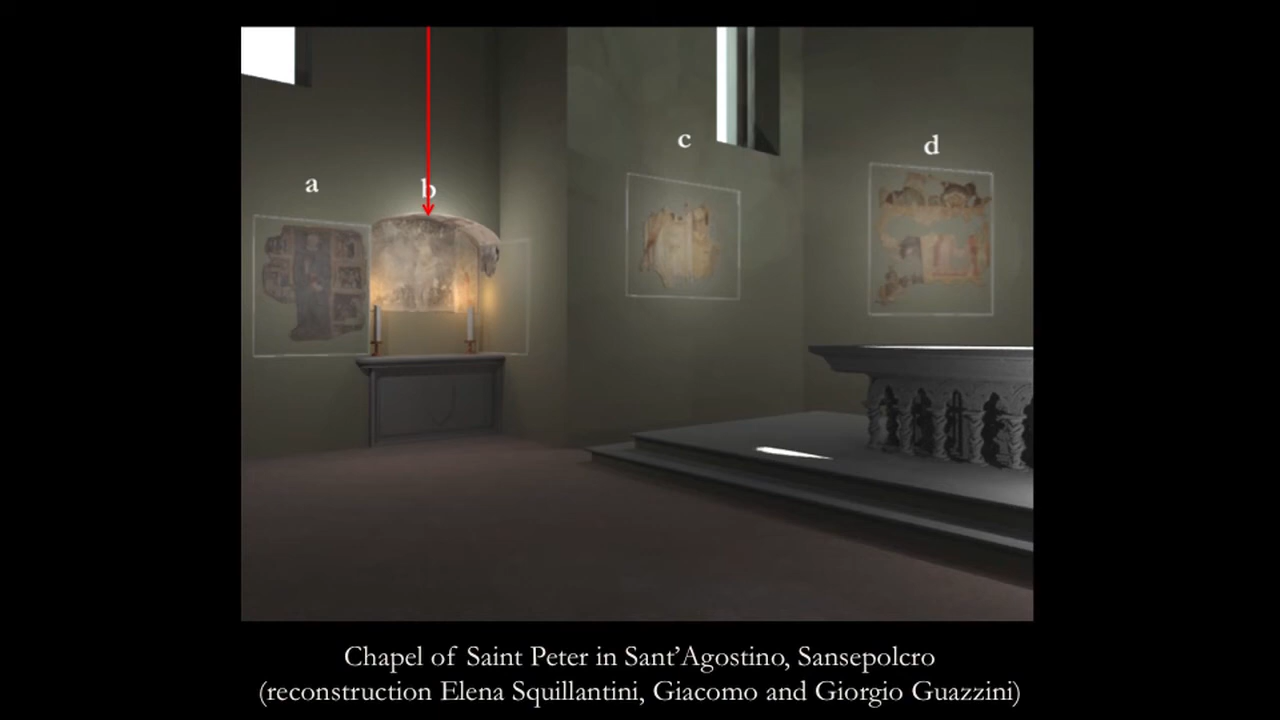 a
b
c
d
Chapel of Saint Peter in Sant’Agostino, Sansepolcro
(reconstruction Elena Squillantini, Giacomo and Giorgio Guazzini)